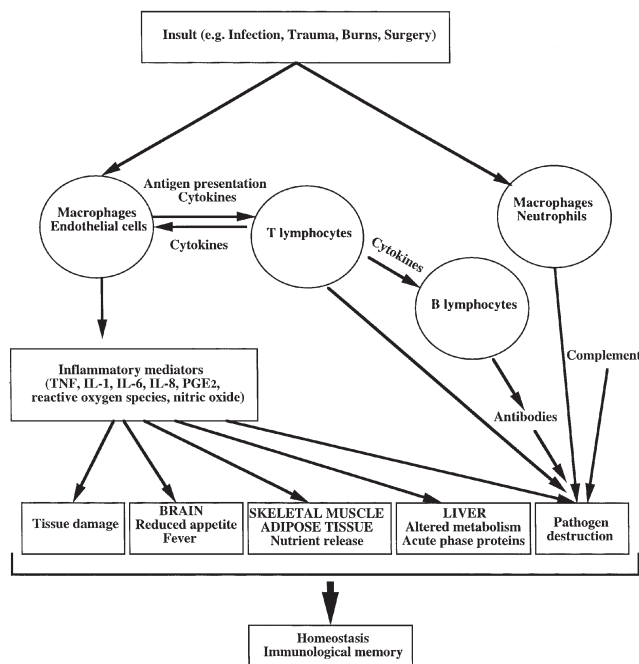 Insult (e.g. Infection, Trauma, Burns, Surgery)
Antigen presentation
Cytokines
Macrophages
Endothelial cells
Cytokines
T lymphocytes
Macrophages
Neutrophils
Cytokines
B lymphocytes
Inflammatory mediators
(TNF, IL-1, IL-6, IL-8, PGE2,
reactive oxygen species, nitric oxide)
Complement
Antibodies
Tissue damage
BRAIN
Reduced appetite
Fever
SKELETAL MUSCLE
ADIPOSE TISSUE
Nutrient release
LIVER
Altered metabolism
Acute phase proteins
Pathogen
destruction
Homeostasis
Immunological memory